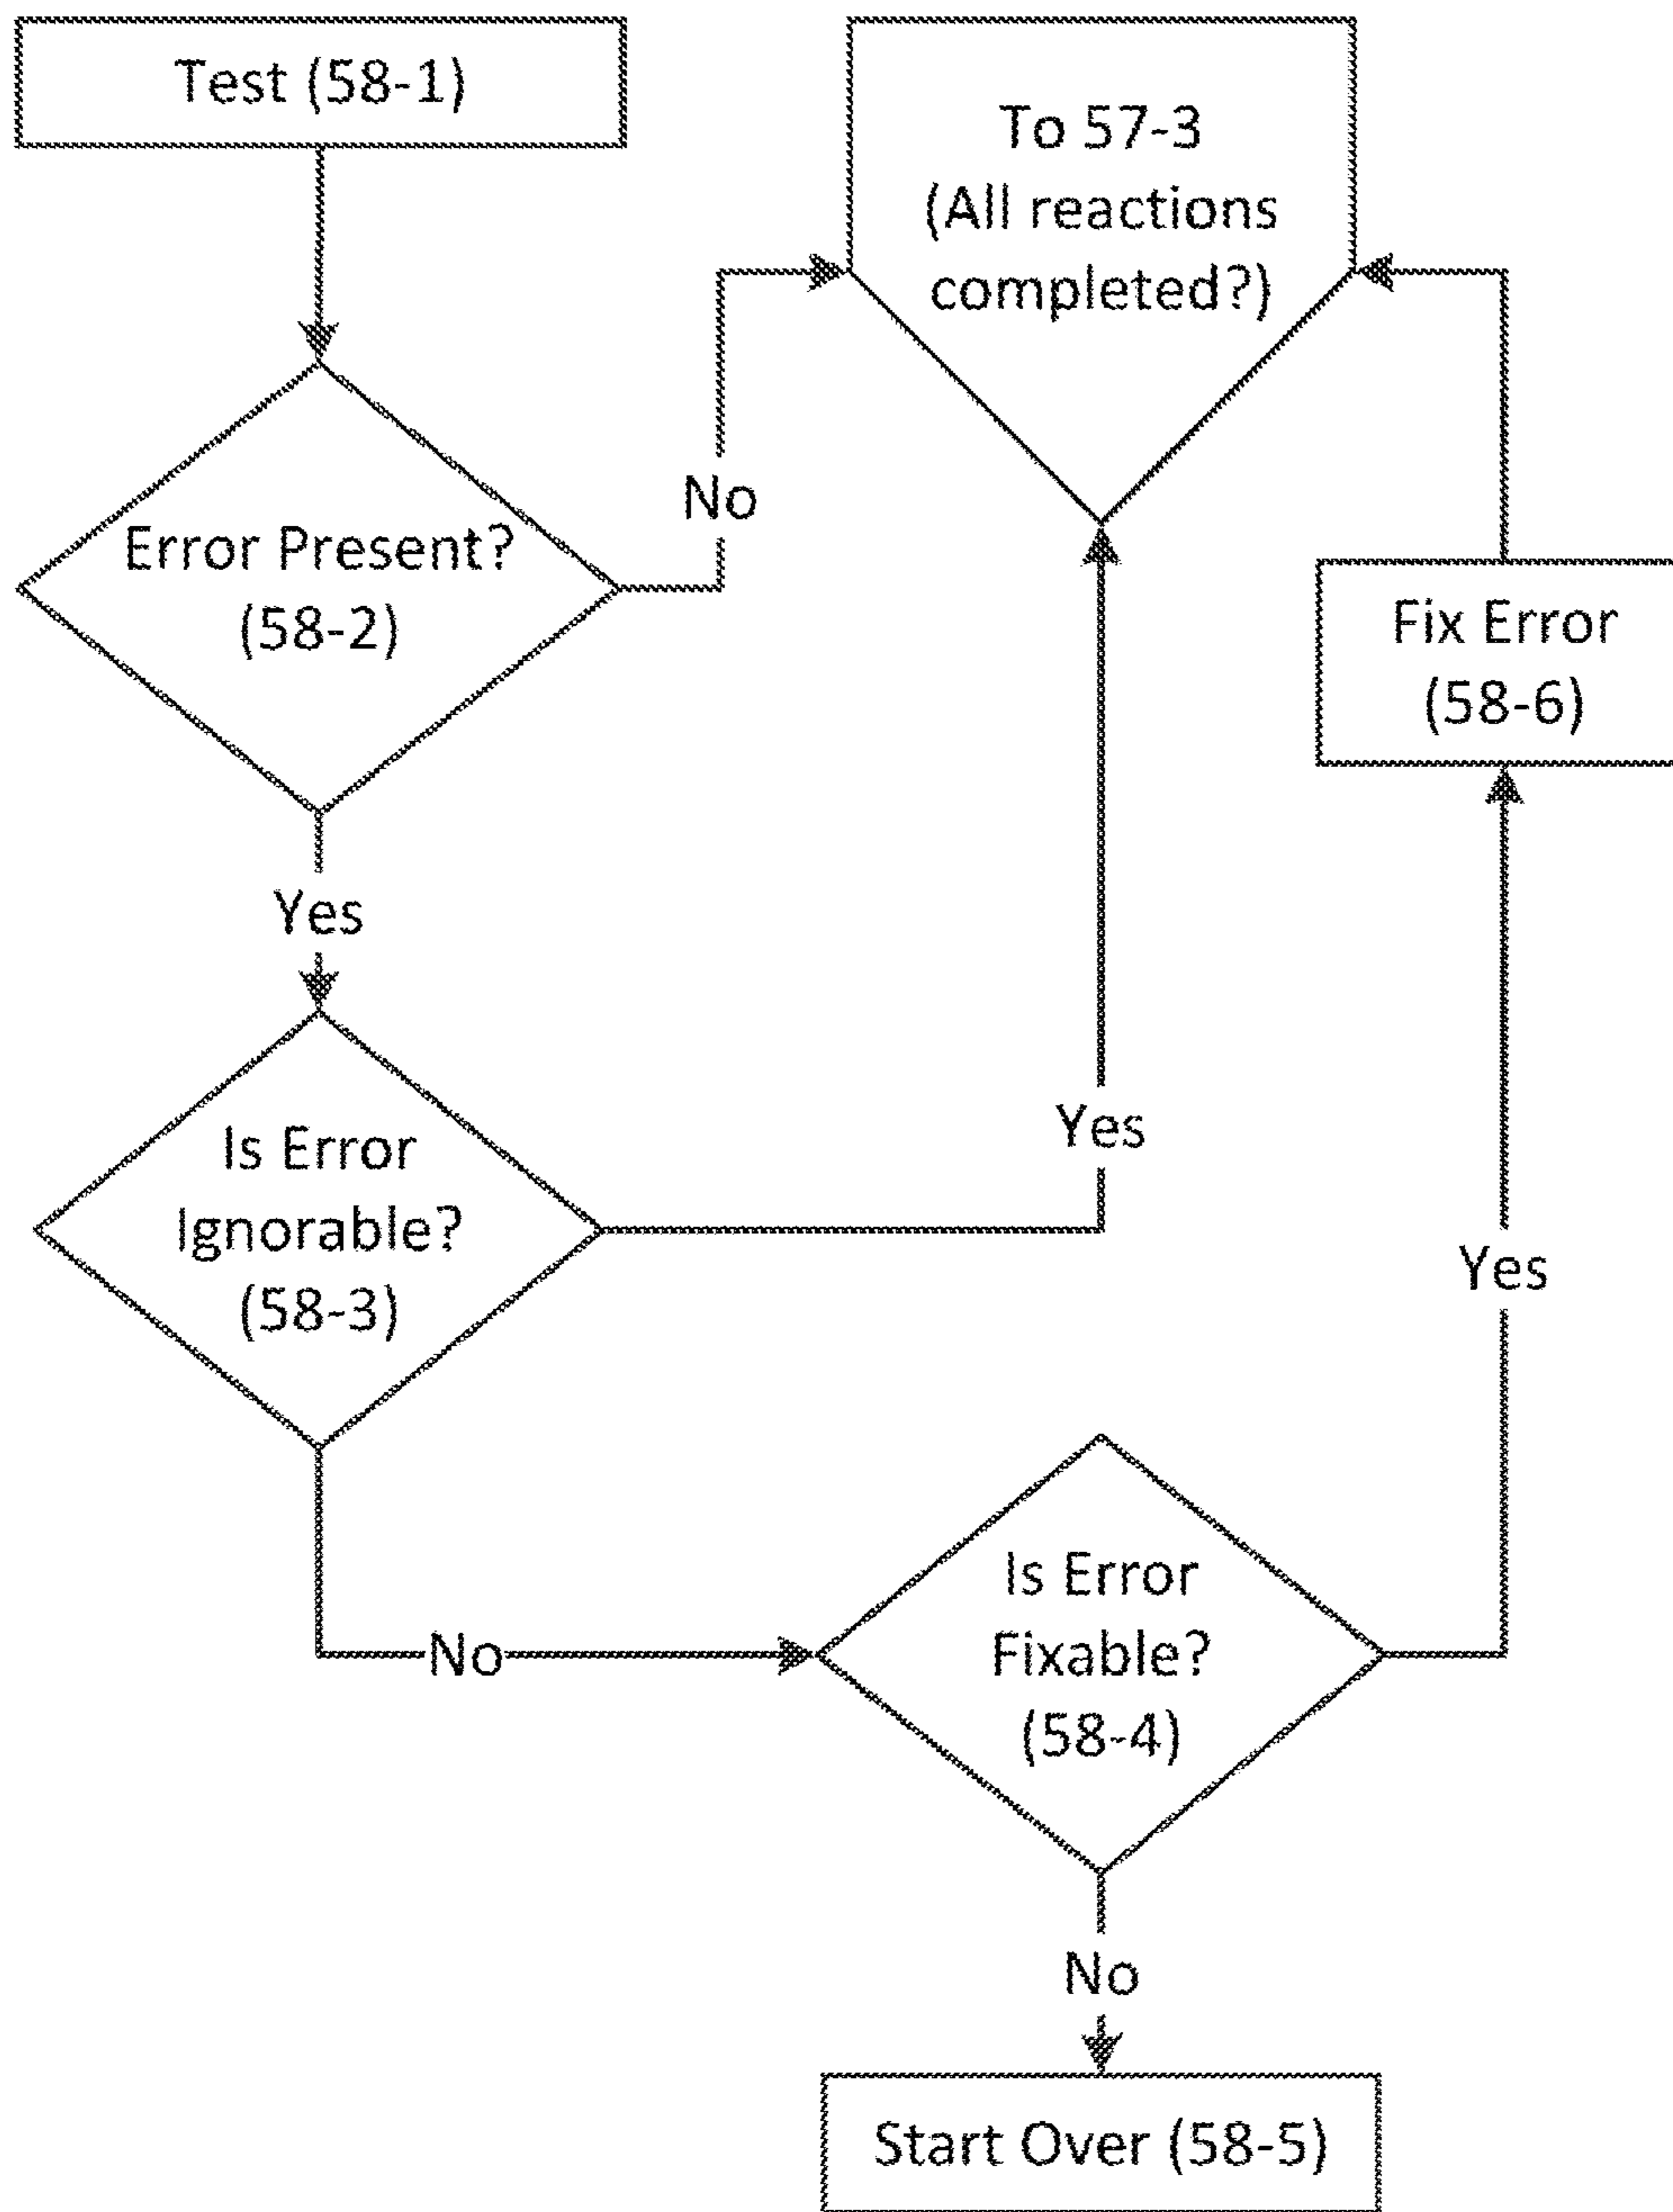 Test (58-1)
To 57-3
(All reactions
completed?)
No
Error Present?
(58-2)
Fix Error
(58-6)
Yes
Is Error
Ignorable?
(58-3)
Yes
Yes
No
Is Error
Fixable?
(58-4)
No
Start Over (58-5)